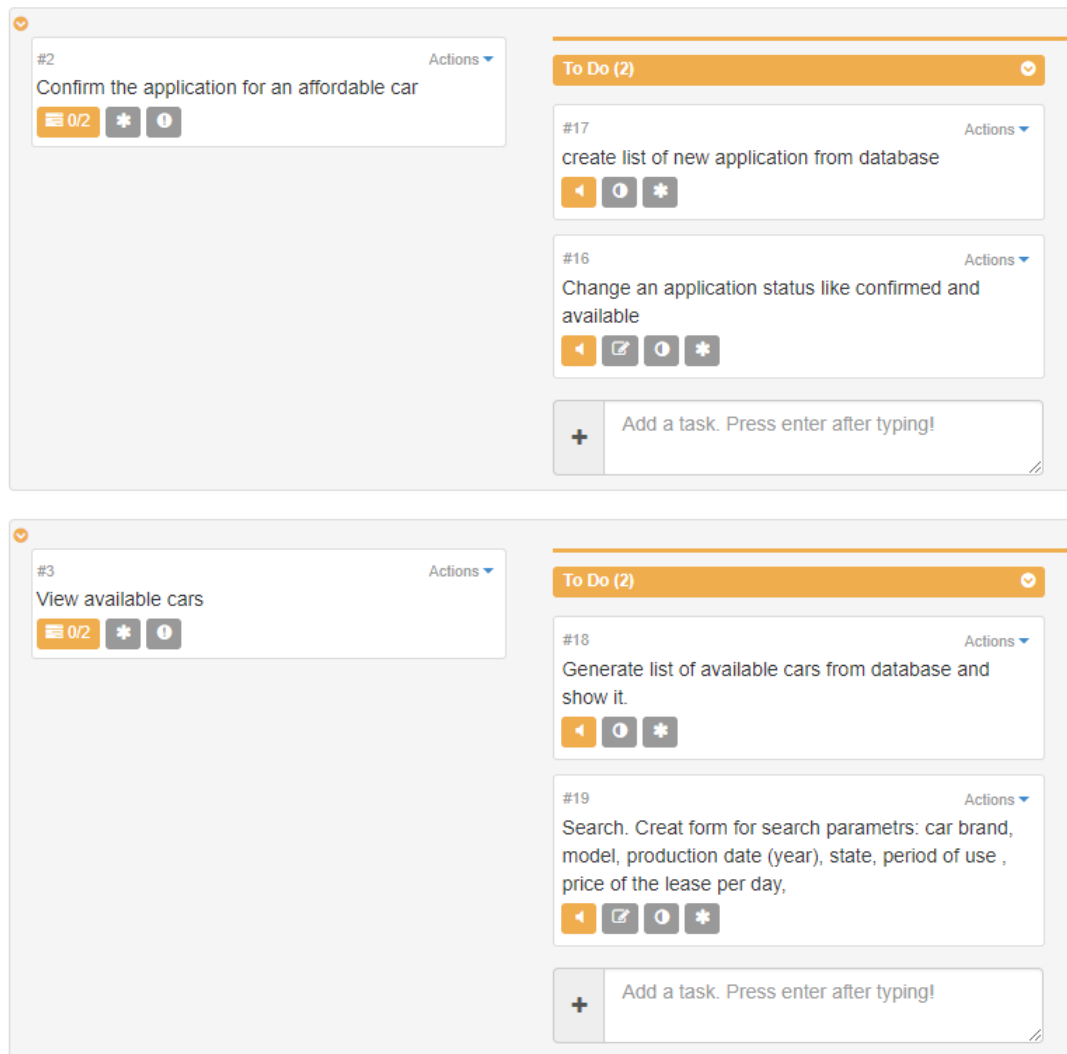 #2 Actions
Confirm the application for an affordable car
0/2
To Do (2)
#17 Actions
create list of new application from database
#16 Actions
Change an application status like confirmed and
available
Add a task. Press enter after typing!
#3 Actions
View available cars
0/2
To Do (2)
#18 Actions
Generate list of available cars from database and
show it.
#19 Actions
Search. Creat form for search parametrs: car brand,
model, production date (year), state, period of use ,
price of the lease per day,
Add a task. Press enter after typing!